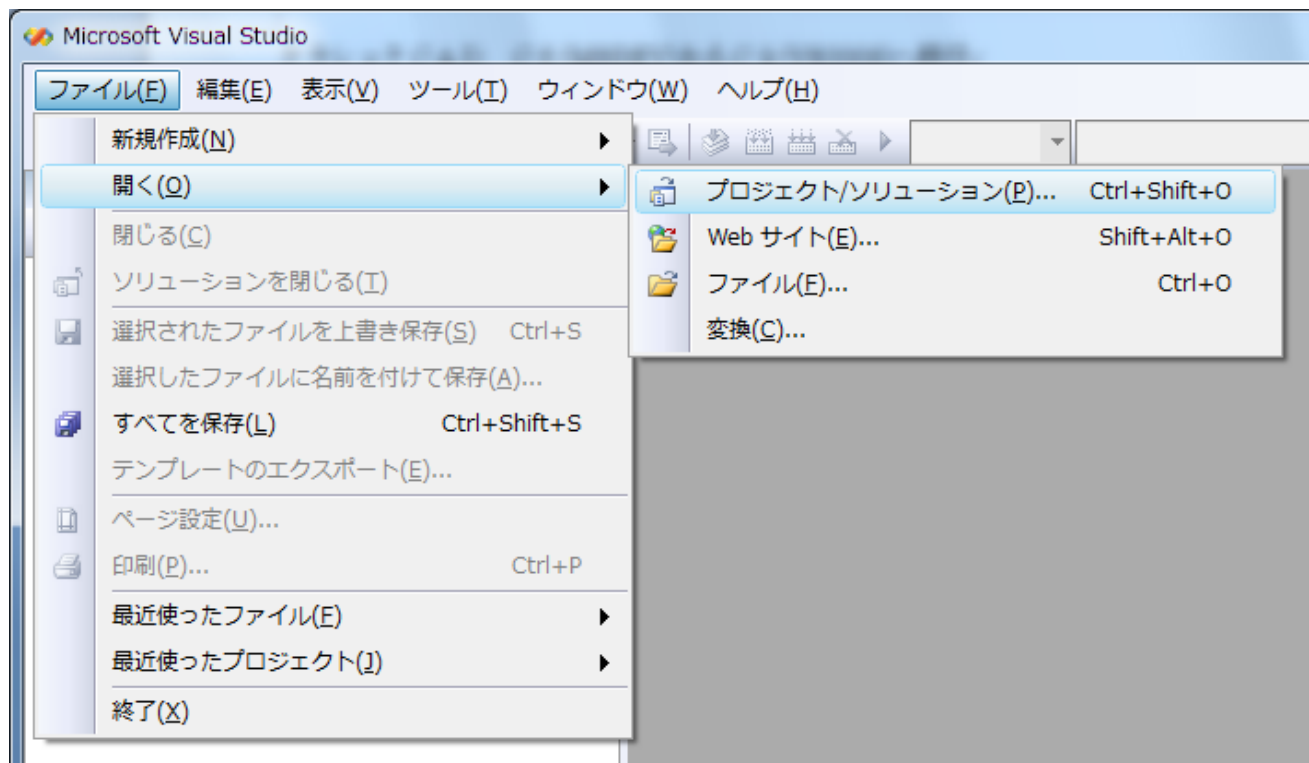 Microsoft Visual Studio
ファイル(F) 編集(E) 表示(V) ツール(T) ウィンドウ(W) ヘルプ(H)
新規作成(N)
開く(O)
閉じる(C)
ソリューションを閉じる(T)
選択されたファイルを上書き保存(S) Ctrl+S
選択したファイルに名前を付けて保存(A)...
すべてを保存(L) Ctrl+Shift+S
テンプレートのエクスポート(E)...
ページ設定(U)...
印刷(P)... Ctrl+P
最近使ったファイル(F)
最近使ったプロジェクト(J)
終了(X)
プロジェクト/ソリューション(P)... Ctrl+Shift+O
Web サイト(E)... Shift+Alt+O
ファイル(F)... Ctrl+O
変換(C)...